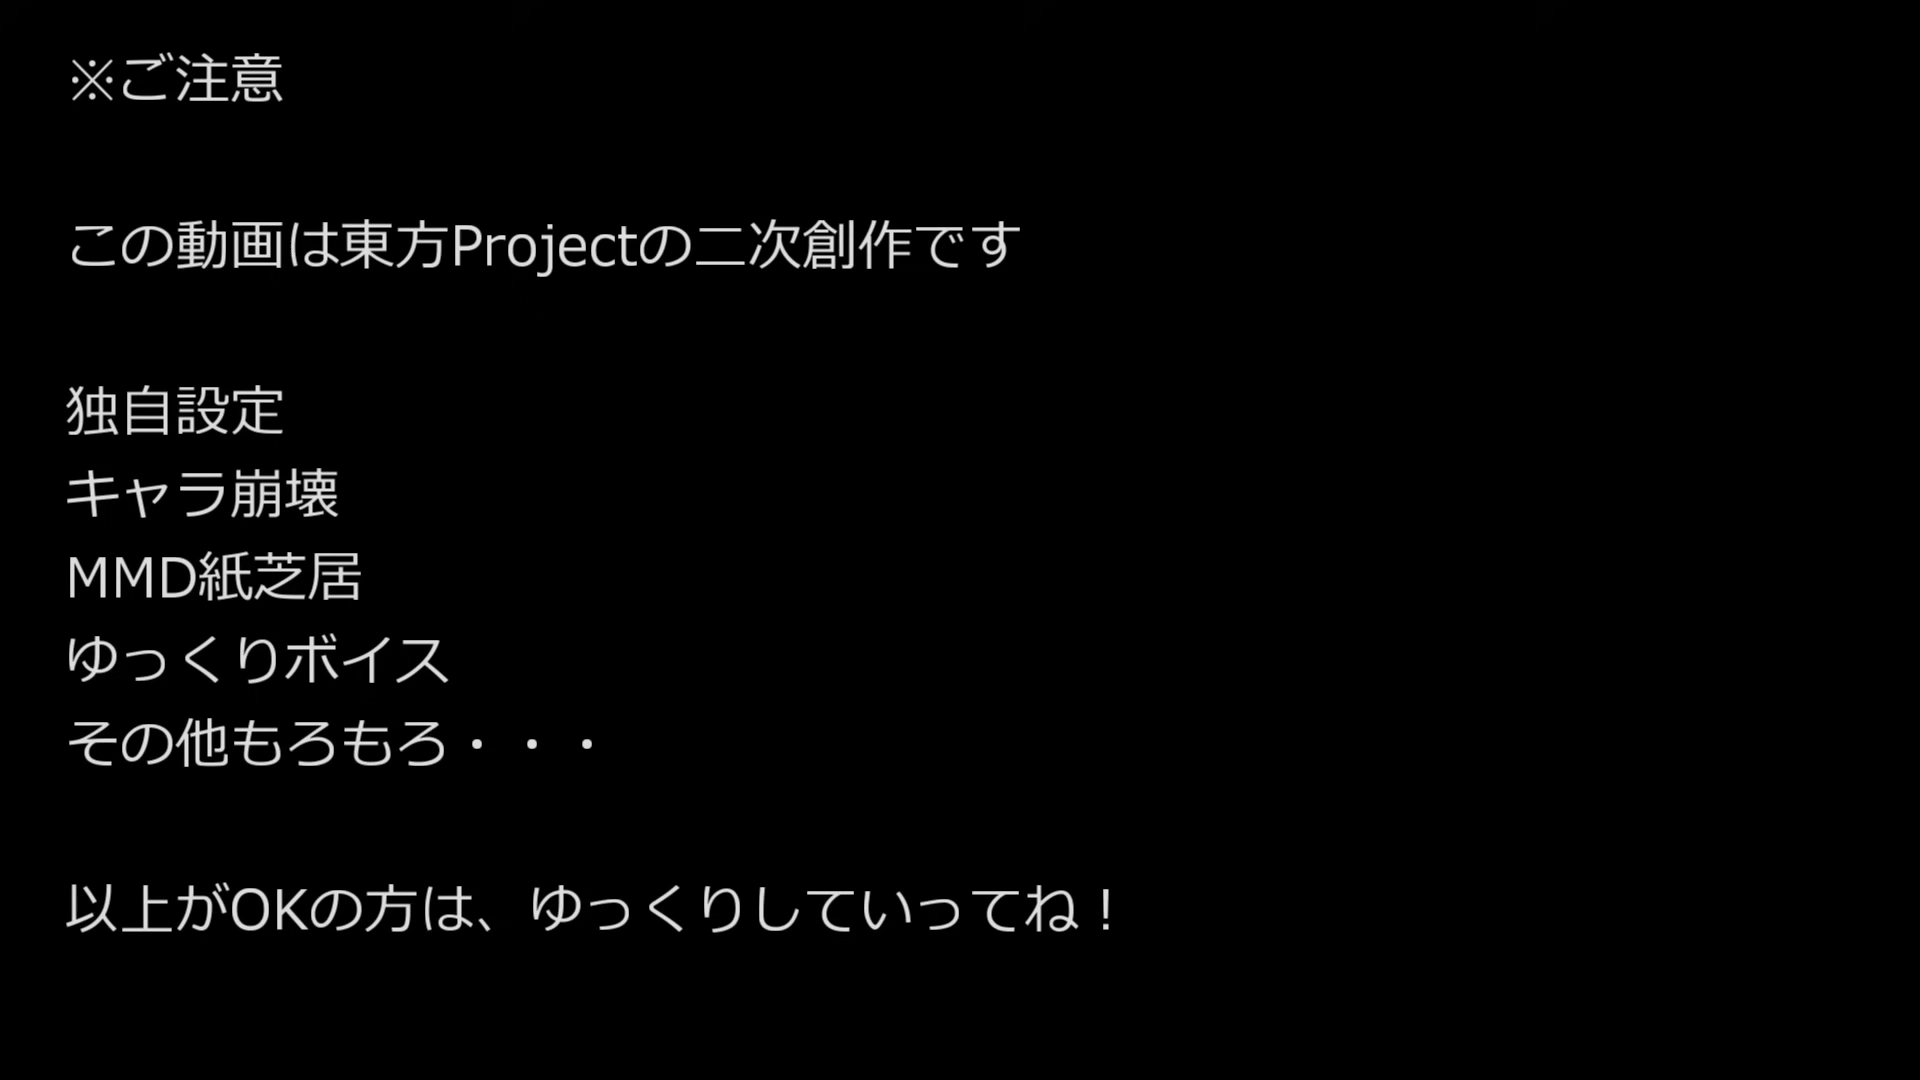 ※ご注意
この動画は東方Projectの二次創作です
独自設定
キャラ崩壊
MMD紙芝居
ゆっくりボイス
その他もろもろ・・・
以上がOKの方は、ゆっくりしていってね！